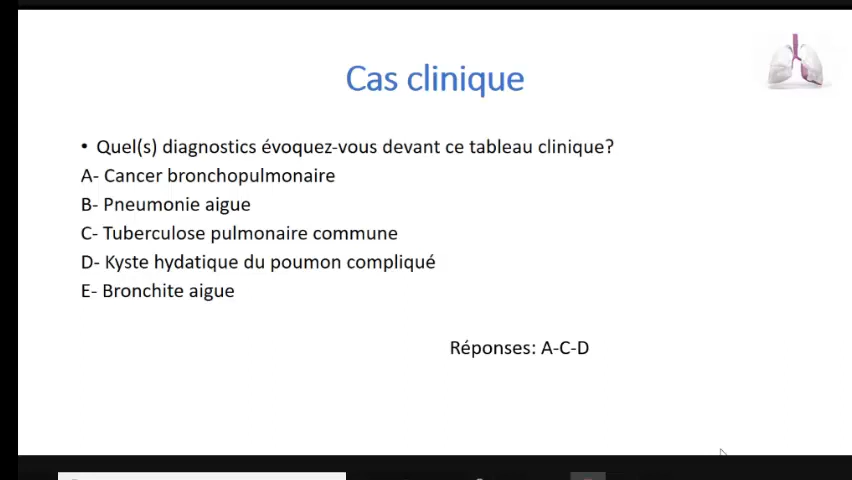 Cas clinique
• Quel(s) diagnostics évoquez-vous devant ce tableau clinique?
A- Cancer bronchopulmonaire
B- Pneumonie aigue
C- Tuberculose pulmonaire commune
D- Kyste hydatique du poumon compliqué
E- Bronchite aigue
Réponses: A-C-D